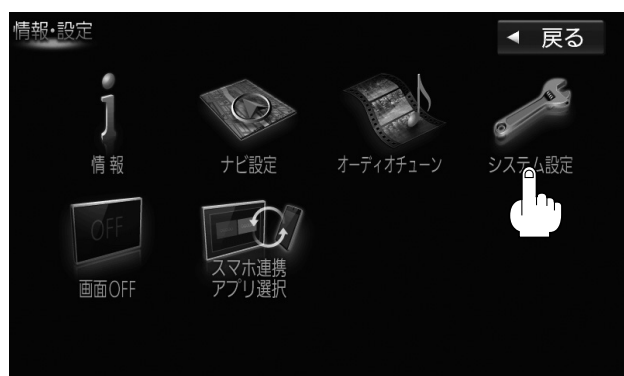 情報・設定
戻る
情報
ナビ設定
オーディオチューン
システム設定
OFF
画面OFF
スマホ連携
アプリ選択